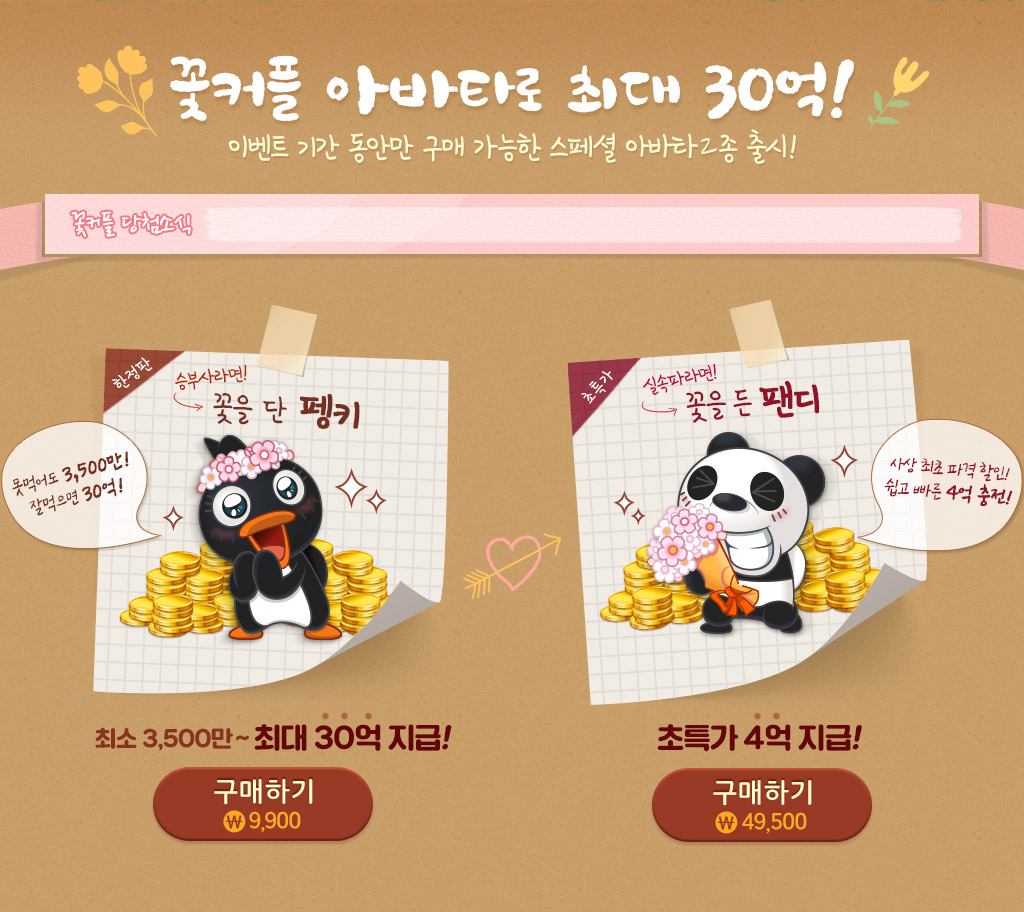 꽃커플 아바타로 최대 30억!
이벤트 기간 동안만 구매 가능한 스페셜 아바타 2종 출시!
꽃커플 당첨소식
한정판
승부사라면!
꽃을 단 펭키
못먹어도 3,500만!
잘먹으면 30억!
최소 3,500만~ 최대 30억 지급!
구매하기
₩ 9,900
초특가
실속파라면!
꽃을 든 팬디
사상 최초 파격 할인!
쉽고 빠른 4억 충전!
초특가 4억 지급!
구매하기
₩ 49,500